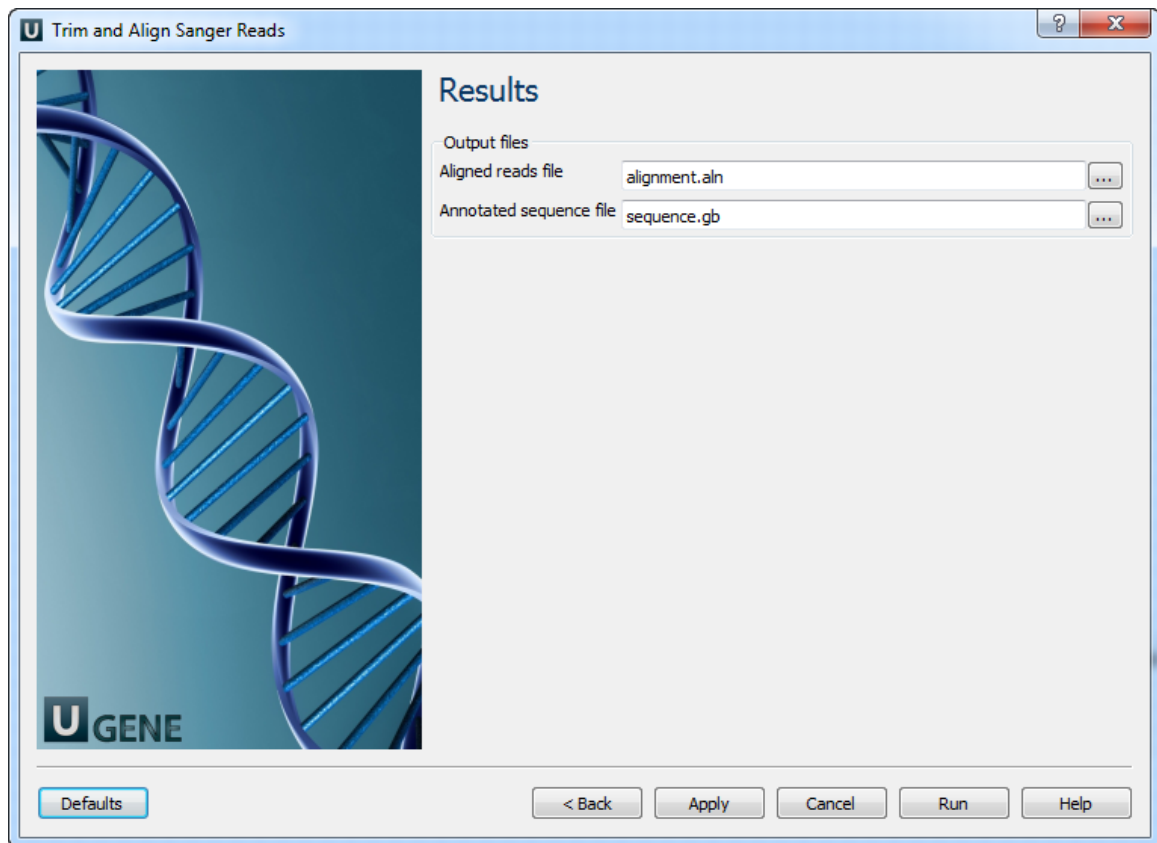 U Trim and Align Sanger Reads
?
X
Results
Output files
Aligned reads file alignment.aln ...
Annotated sequence file sequence.gb ...
U GENE
Defaults < Back Apply Cancel Run Help